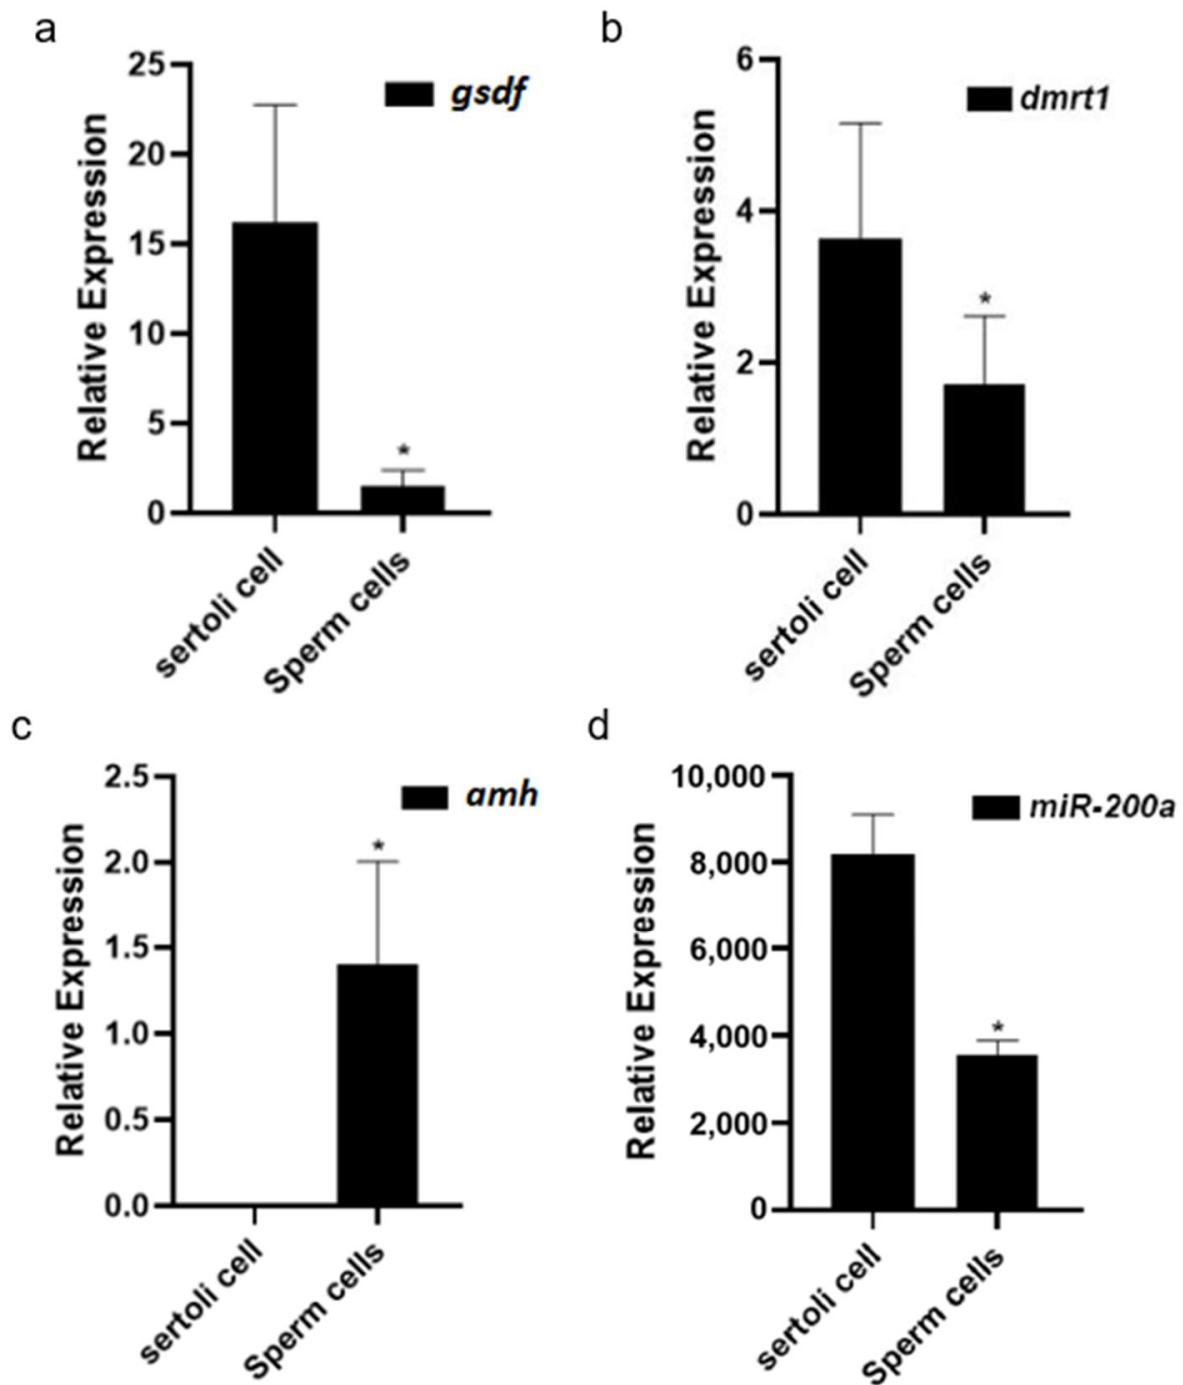 a
gsdf
Relative Expression
25
20
15
10
5
0
*
sertoli cell
Sperm cells
b
dmrt1
Relative Expression
6
4
2
0
*
sertoli cell
Sperm cells
c
amh
Relative Expression
2.5
2.0
1.5
1.0
0.5
0.0
*
sertoli cell
Sperm cells
d
miR-200a
Relative Expression
10,000
8,000
6,000
4,000
2,000
0
*
sertoli cell
Sperm cells